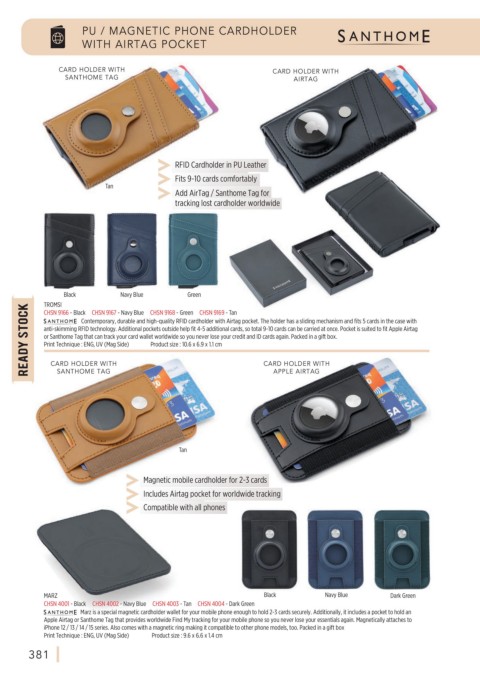 PU / MAGNETIC PHONE CARDHOLDER
WITH AIRTAG POCKET
SANTHOME
CARD HOLDER WITH
SANTHOME TAG
CARD HOLDER WITH
AIRTAG
RFID Cardholder in PU Leather
Fits 9-10 cards comfortably
Add AirTag / Santhome Tag for
tracking lost cardholder worldwide
Tan
Black
Navy Blue
Green
TROMSI
CHSN 9166 - Black CHSN 9167 - Navy Blue CHSN 9168 - Green CHSN 9169 - Tan
SANTHOME Contemporary, durable and high-quality RFID cardholder with Airtag pocket. The holder has a sliding mechanism and fits 5 cards in the case with
anti-skimming RFID technology. Additional pockets outside help fit 4-5 additional cards, so total 9-10 cards can be carried at once. Pocket is suited to fit Apple Airtag
or Santhome Tag that can track your card wallet worldwide so you never lose your credit and ID cards again. Packed in a gift box.
Print Technique : ENG, UV (Mag Side) Product size : 10.6 x 6.9 x 1.1 cm
READY STOCK
CARD HOLDER WITH
SANTHOME TAG
CARD HOLDER WITH
APPLE AIRTAG
VISA
VISA
Tan
Magnetic mobile cardholder for 2-3 cards
Includes Airtag pocket for worldwide tracking
Compatible with all phones
Black
Navy Blue
Dark Green
MARZ
CHSN 4001 - Black CHSN 4002 - Navy Blue CHSN 4003 - Tan CHSN 4004 - Dark Green
SANTHOME Marz is a special magnetic cardholder wallet for your mobile phone enough to hold 2-3 cards securely. Additionally, it includes a pocket to hold an
Apple Airtag or Santhome Tag that provides worldwide Find My tracking for your mobile phone so you never lose your essentials again. Magnetically attaches to
iPhone 12 / 13 / 14 / 15 series. Also comes with a magnetic ring making it compatible to other phone models, too. Packed in a gift box
Print Technique : ENG, UV (Mag Side) Product size : 9.6 x 6.6 x 1.4 cm
381